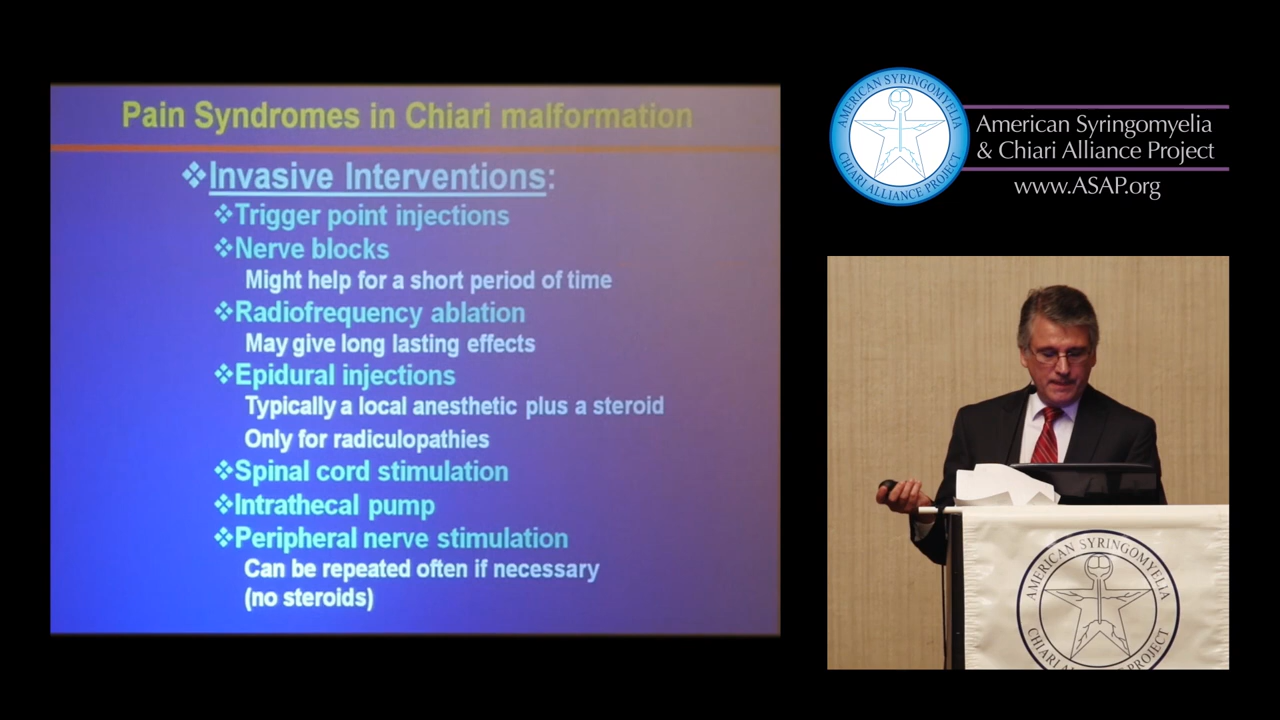 Pain Syndromes in Chiari malformation
❖Invasive Interventions:
❖Trigger point injections
❖Nerve blocks
Might help for a short period of time
❖Radiofrequency ablation
May give long lasting effects
❖Epidural injections
Typically a local anesthetic plus a steroid
Only for radiculopathies
❖Spinal cord stimulation
❖Intrathecal pump
❖Peripheral nerve stimulation
Can be repeated often if necessary
(no steroids)
AMERICAN SYRINGOMYELIA
CHIARI ALLIANCE PROJECT
American Syringomyelia
& Chiari Alliance Project
www.ASAP.org
AMERICAN SYRINGOMYELIA
CHIARI ALLIANCE PROJECT